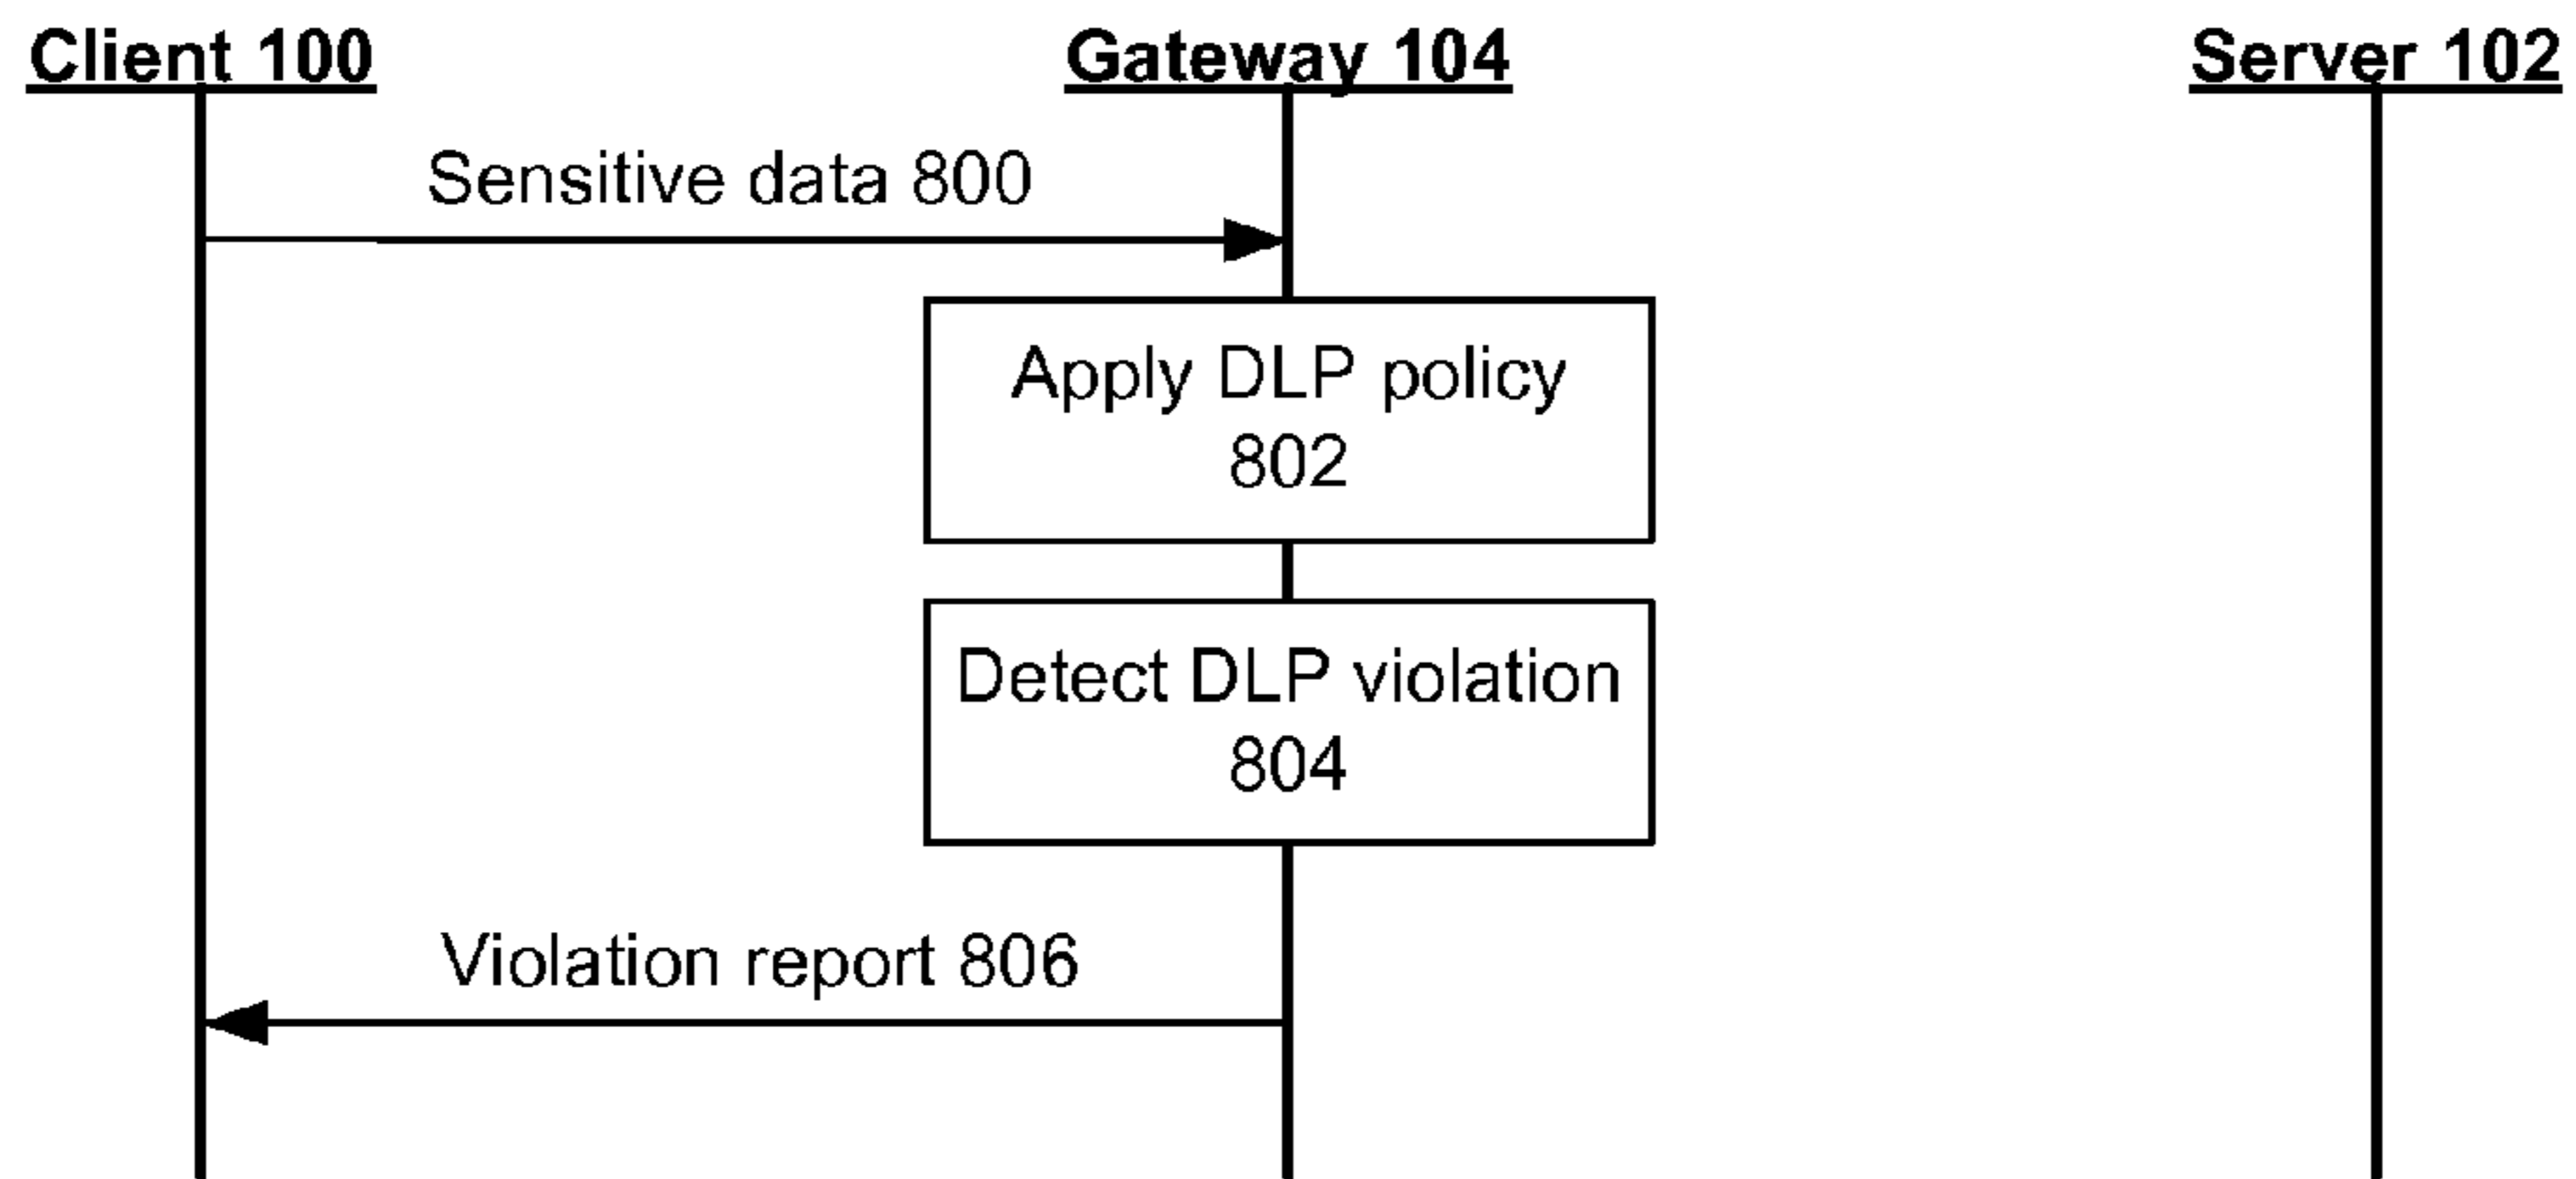 Client 100
Gateway 104
Server 102
Sensitive data 800
Apply DLP policy
802
Detect DLP violation
804
Violation report 806